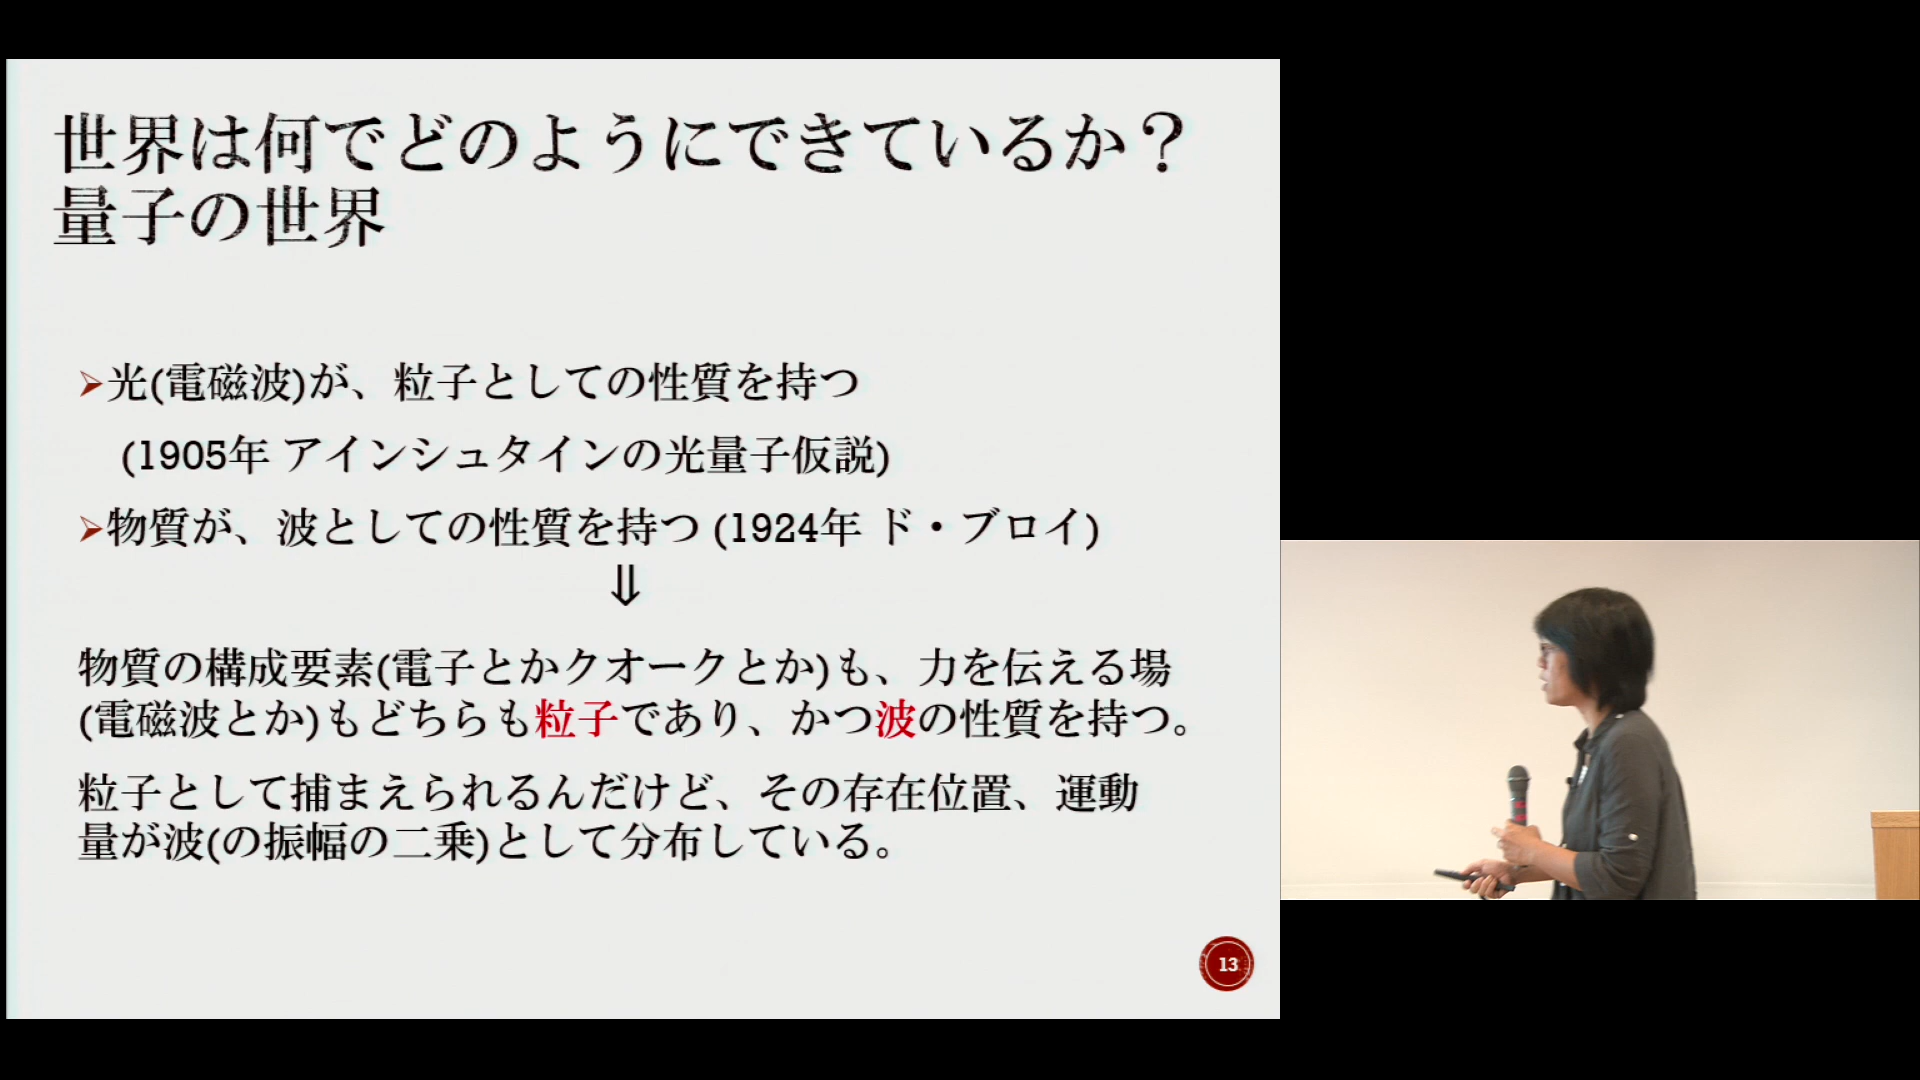 世界は何でどのようにできているか？
量子の世界
➢光(電磁波)が、粒子としての性質を持つ
(1905年 アインシュタインの光量子仮説)
➢物質が、波としての性質を持つ (1924年 ド・ブロイ)
⇓
物質の構成要素(電子とかクオークとか)も、力を伝える場
(電磁波とか)もどちらも粒子であり、かつ波の性質を持つ。
粒子として捕まえられるんだけど、その存在位置、運動
量が波(の振幅の二乗)として分布している。
13